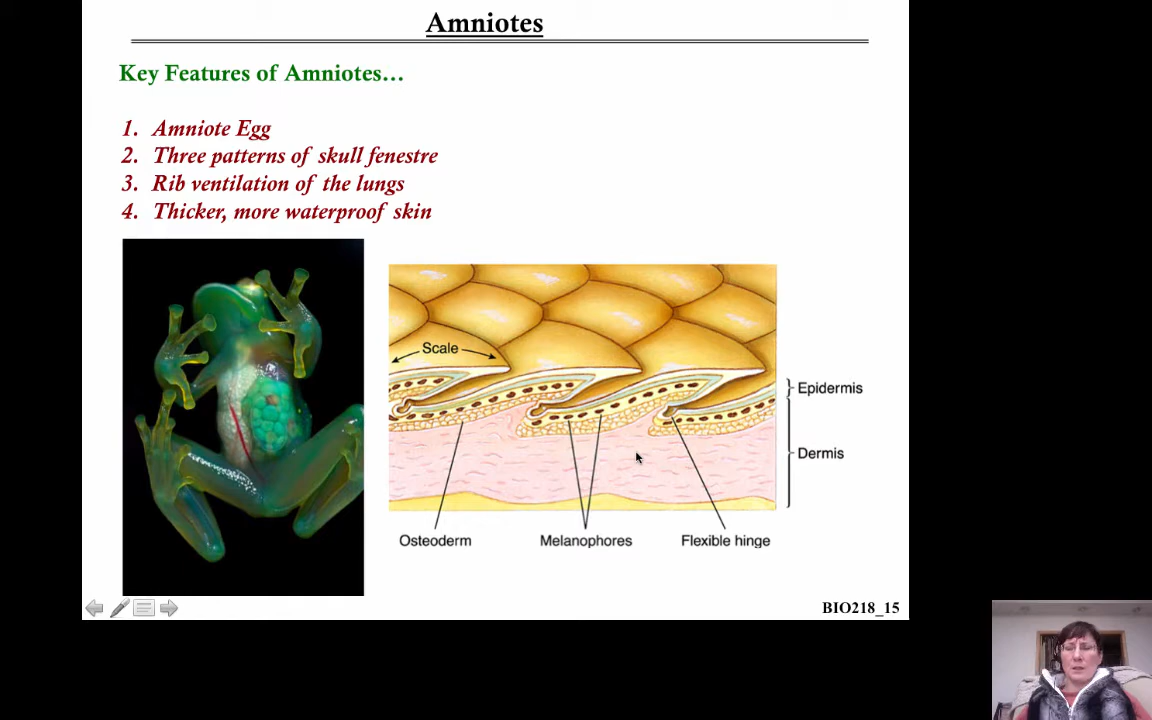 Amniotes
Key Features of Amniotes…
1. Amniote Egg
2. Three patterns of skull fenestre
3. Rib ventilation of the lungs
4. Thicker, more waterproof skin
Scale
Epidermis
Dermis
Osteoderm
Melanophores
Flexible hinge
BIO218_15